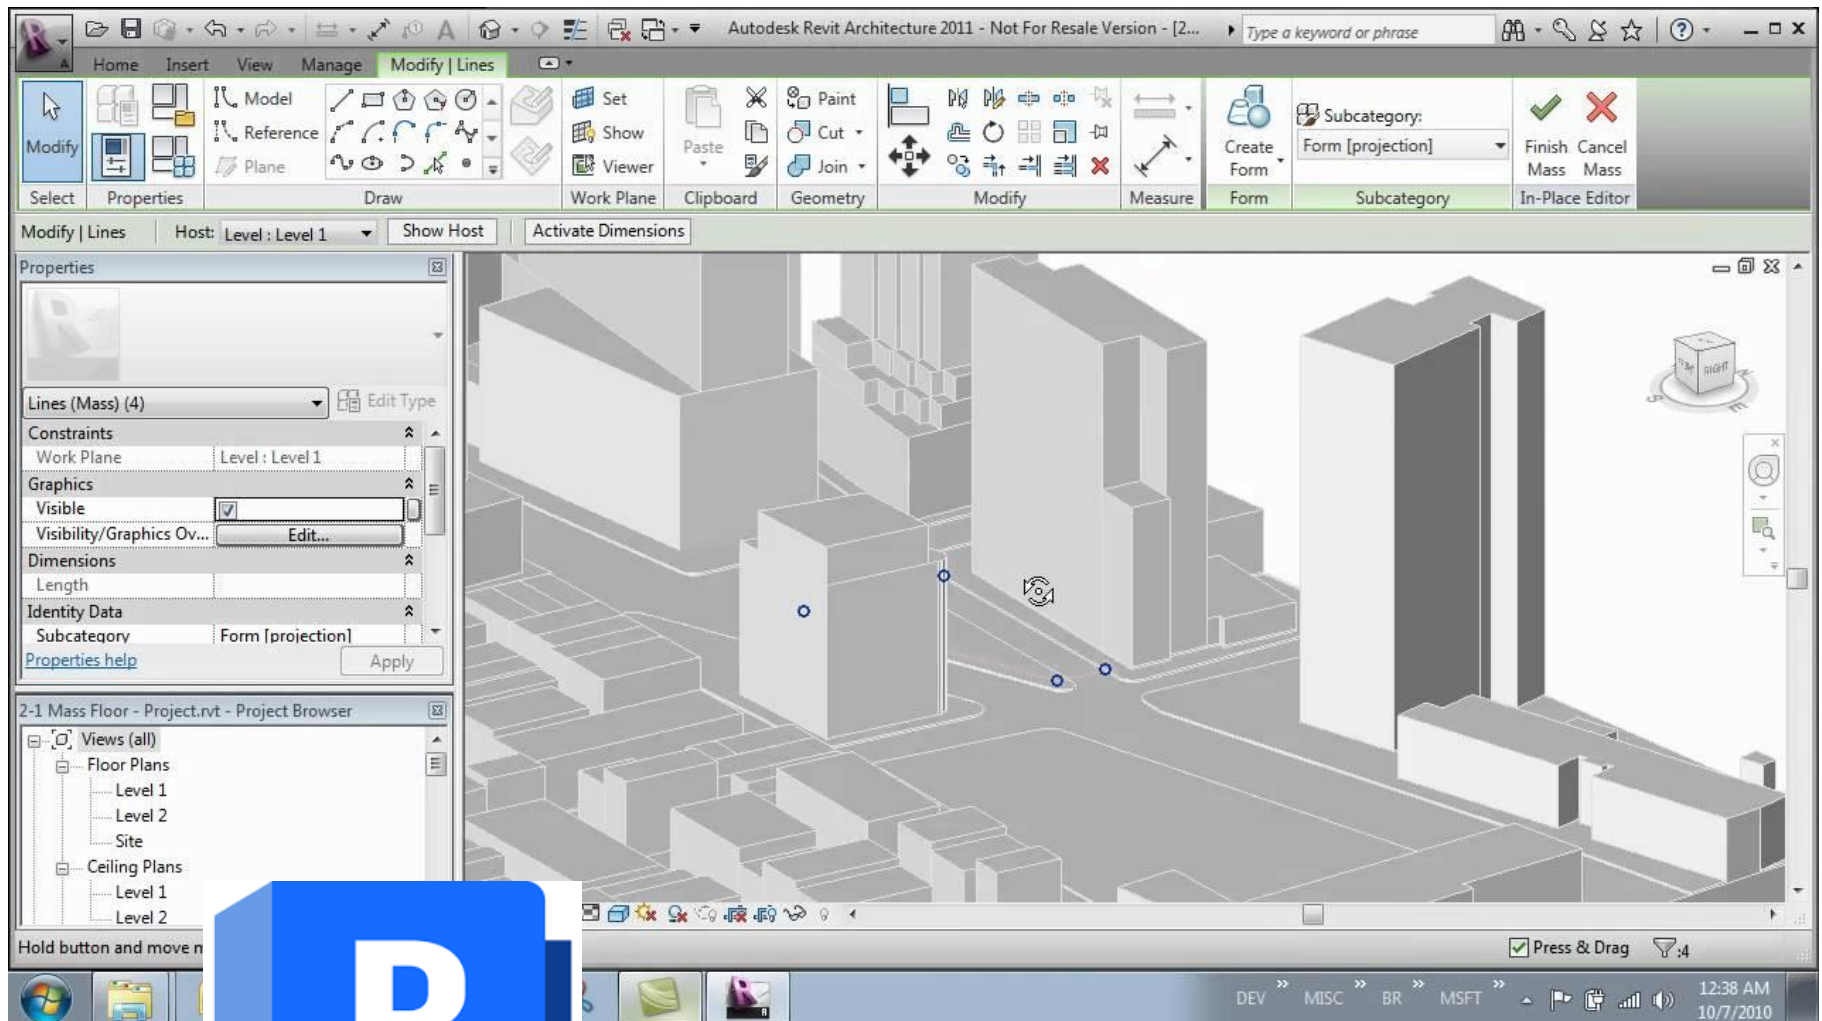 Autodesk Revit Architecture 2011 - Not For Resale Version - [2...
Type a keyword or phrase
Home Insert View Manage Modify | Lines
Modify
Model
Reference
Plane
Set
Show
Viewer
Paste
Paint
Cut
Join
Create Form
Subcategory:
Form [projection]
Finish Mass
Cancel Mass
Select Properties Draw Work Plane Clipboard Geometry Modify Measure Form Subcategory In-Place Editor
Modify | Lines Host: Level : Level 1 Show Host Activate Dimensions
Properties
Lines (Mass) (4) Edit Type
Constraints
Work Plane Level : Level 1
Graphics
Visible
Visibility/Graphics Ov... Edit...
Dimensions
Length
Identity Data
Subcategory Form [projection]
Properties help Apply
RIGHT
2-1 Mass Floor - Project.rvt - Project Browser
Views (all)
Floor Plans
Level 1
Level 2
Site
Ceiling Plans
Level 1
Level 2
Hold button and move
Press & Drag :4
R
DEV MISC BR MSFT
12:38 AM
10/7/2010